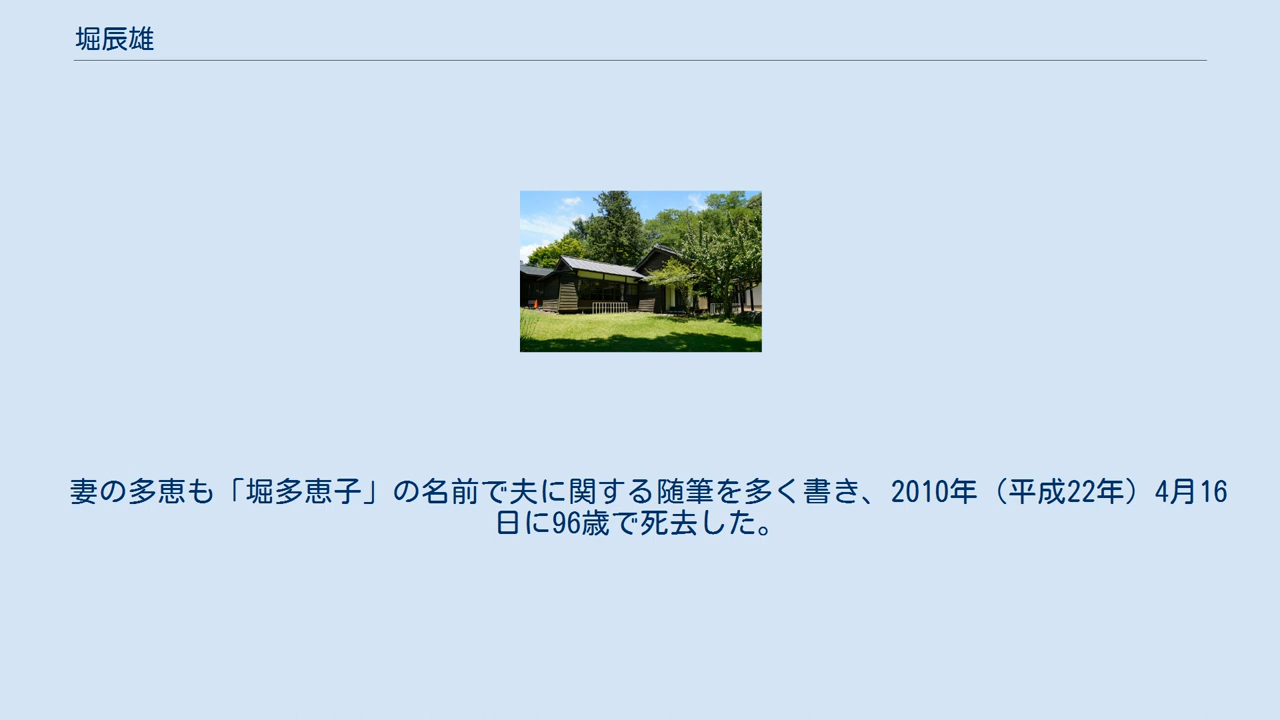 堀辰雄
妻の多恵も「堀多恵子」の名前で夫に関する随筆を多く書き、2010年（平成22年）4月16
日に96歳で死去した。